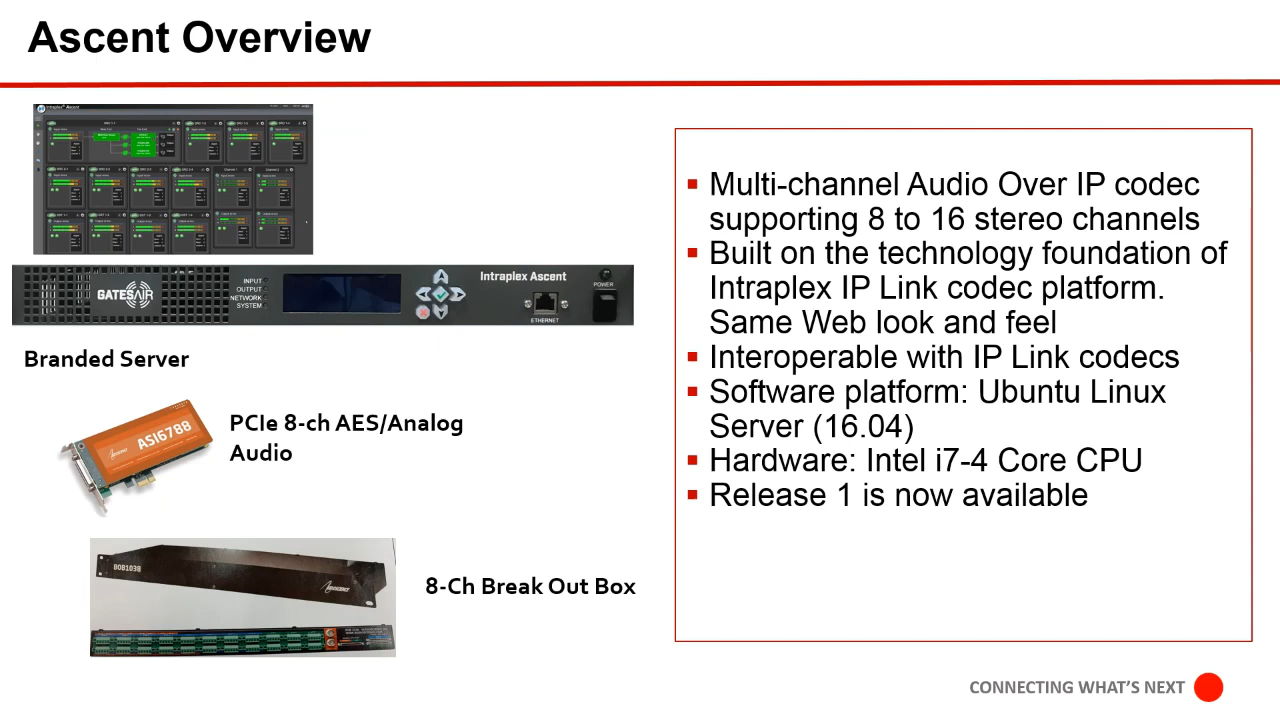 Ascent Overview
Intraplex® Ascent
GATESAIR
INPUT
OUTPUT
NETWORK
SYSTEM
Intraplex Ascent
ETHERNET
POWER
Branded Server
ASI6788
PCIe 8-ch AES/Analog
Audio
BOB1038
8-Ch Break Out Box
▪ Multi-channel Audio Over IP codec
supporting 8 to 16 stereo channels
▪ Built on the technology foundation of
Intraplex IP Link codec platform.
Same Web look and feel
▪ Interoperable with IP Link codecs
▪ Software platform: Ubuntu Linux
Server (16.04)
▪ Hardware: Intel i7-4 Core CPU
▪ Release 1 is now available
CONNECTING WHAT'S NEXT